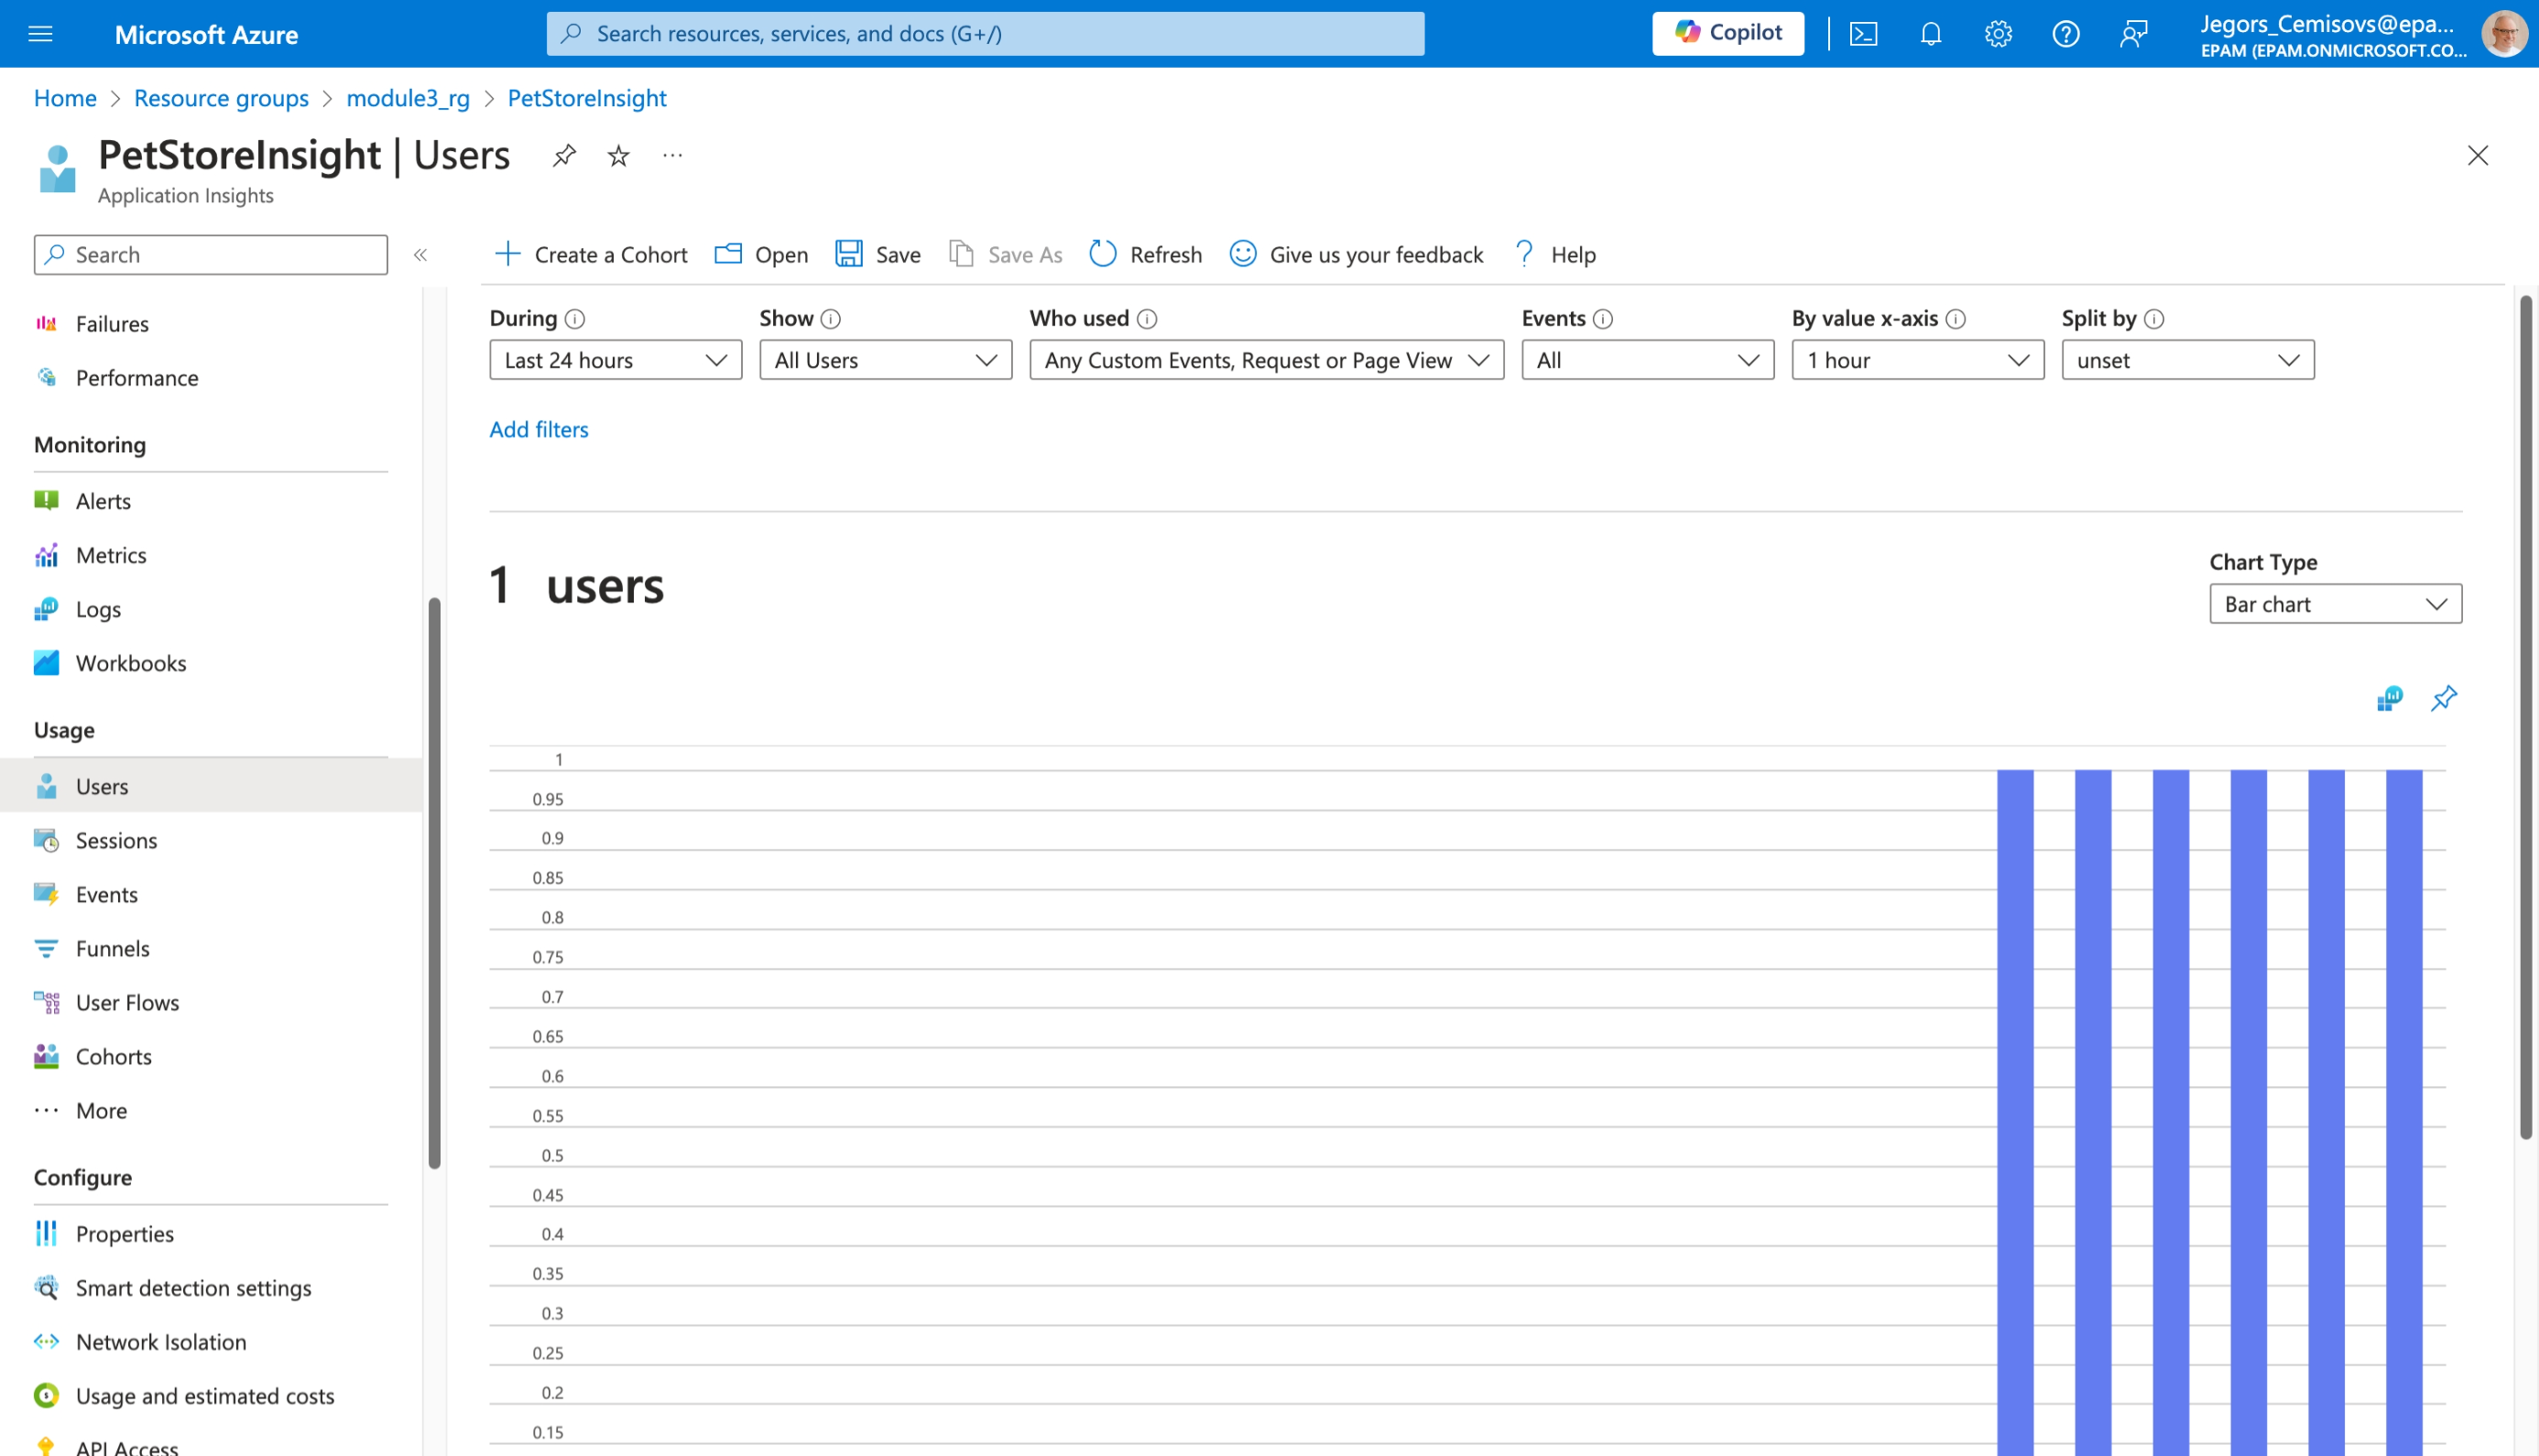 Microsoft Azure
Search resources, services, and docs (G+/)
Copilot
Jegors_Cemisovs@epa...
EPAM (EPAM.ONMICROSOFT.CO...
Home > Resource groups > module3_rg > PetStoreInsight
PetStoreInsight | Users
Application Insights
Search
Create a Cohort
Open
Save
Save As
Refresh
Give us your feedback
Help
Failures
Performance
Monitoring
Alerts
Metrics
Logs
Workbooks
Usage
Users
Sessions
Events
Funnels
User Flows
Cohorts
More
Configure
Properties
Smart detection settings
Network Isolation
Usage and estimated costs
API Access
During
Last 24 hours
Show
All Users
Who used
Any Custom Events, Request or Page View
Events
All
By value x-axis
1 hour
Split by
unset
Add filters
1 users
Chart Type
Bar chart
1
0.95
0.9
0.85
0.8
0.75
0.7
0.65
0.6
0.55
0.5
0.45
0.4
0.35
0.3
0.25
0.2
0.15